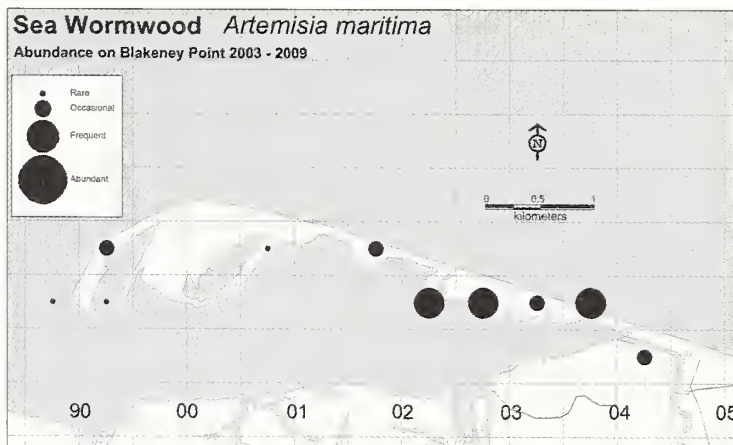 Sea Wormwood Artemisia maritima
Abundance on Blakeney Point 2003 - 2009
Rare
Occasional
Frequent
Abundant
N
0 0.5 1
kilometers
90 00 01 02 03 04 05